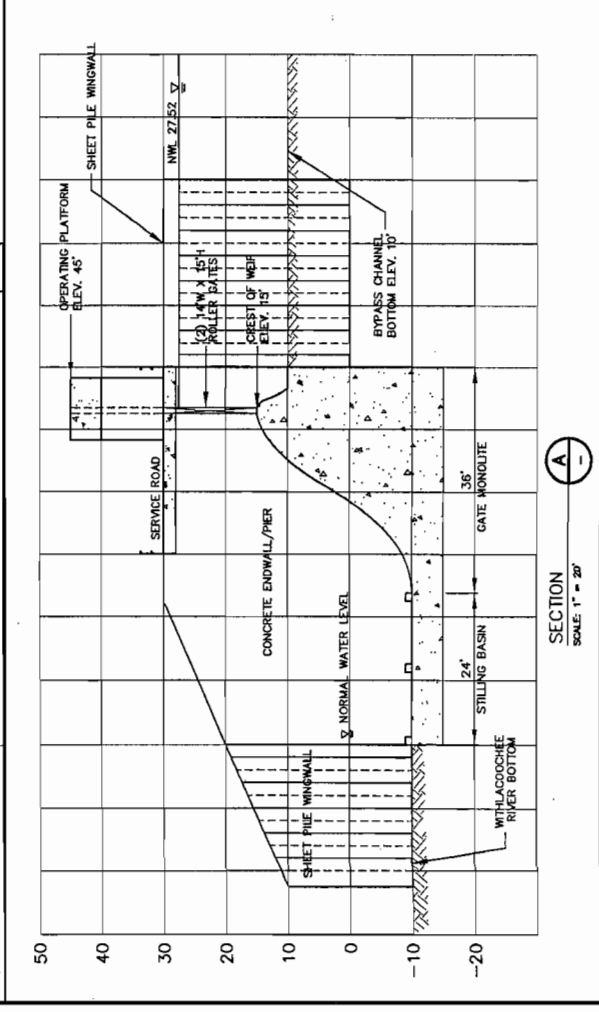 50
40
30
20
10
0
-10
-20
SHEET PILE WINGWALL
OPERATING PLATFORM
ELEV. 45'
NWL 27.52
SERVICE ROAD
(2) 14'W X 15'H
ROLLER GATES
CREST OF WEIR
ELEV. 15'
CONCRETE ENDWALL/PIER
BYPASS CHANNEL
BOTTOM ELEV. 10'
NORMAL WATER LEVEL
SHEET PILE WINGWALL
36'
GATE MONOLITE
24'
STILLING BASIN
WITHLACOOCHEE
RIVER BOTTOM
A
-
SECTION
SCALE: 1" = 20'